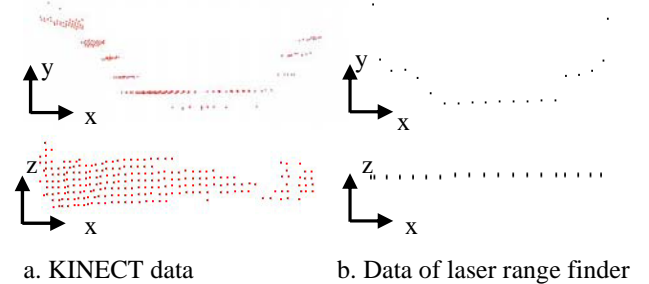 y
x
y
x
z
x
z
x
a. KINECT data
b. Data of laser range finder